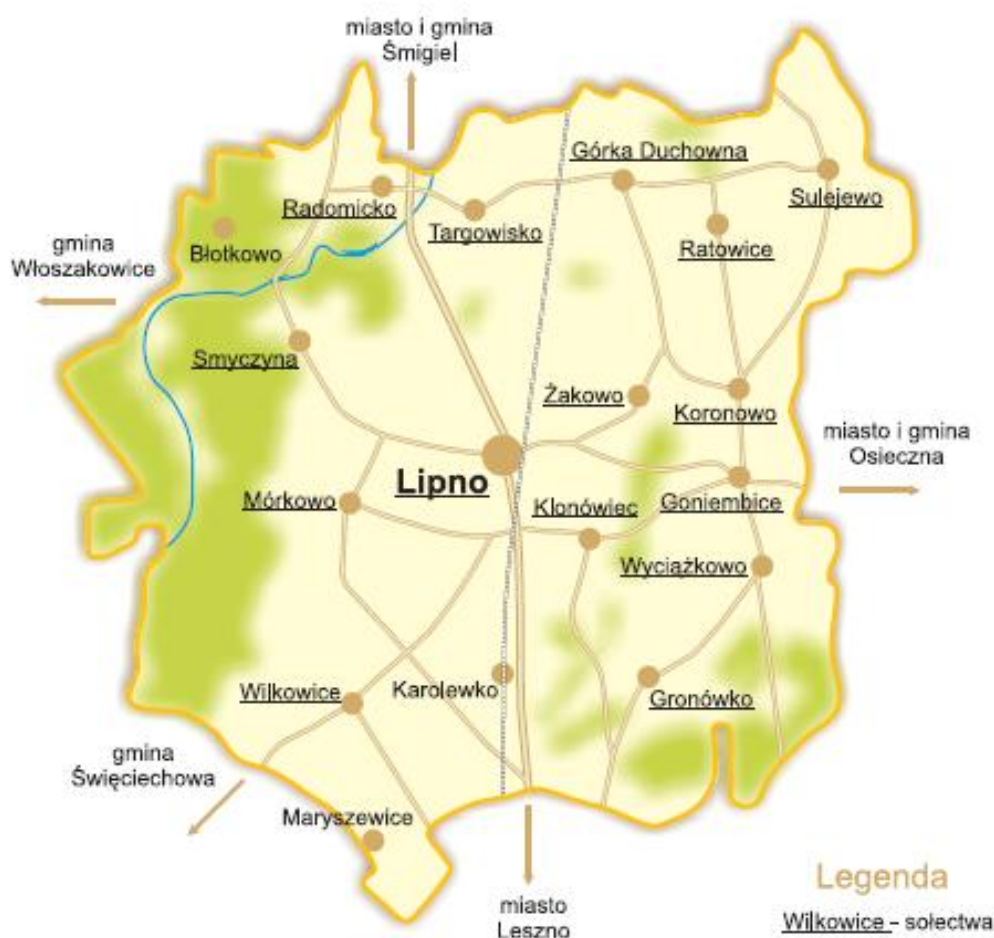 miasto i gmina
Śmigiel
Górka Duchowna
Sulejewo
Radomicko
Targowisko
Ratowice
Błotkowo
gmina
Włoszakowice
Smyczyna
Żakowo
Koronowo
miasto i gmina
Osieczna
Lipno
Mórkowo
Klonówiec
Goniembice
Wyciążkowo
Wilkowice
Karolewko
Gronówko
gmina
Święciechowa
Maryszewice
miasto
Leszno
Legenda
Wilkowice - sołectwa